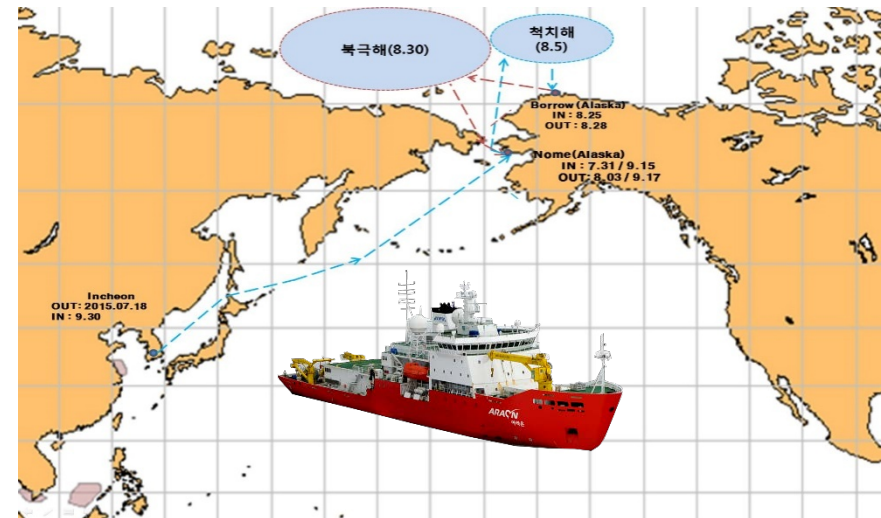 북극해(8.30)
척치해
(8.5)
Borrow (Alaska)
IN : 8.25
OUT : 8.28
Nome(Alaska)
IN : 7.31 / 9.15
OUT : 8.03 / 9.17
Incheon
OUT: 2015.07.18
IN : 9.30
ARAON
아라온